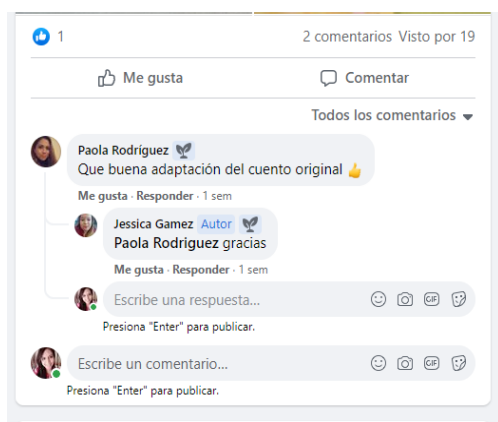 1
2 comentarios Visto por 19
Me gusta
Comentar
Todos los comentarios
Paola Rodríguez
Que buena adaptación del cuento original
Me gusta · Responder · 1 sem
Jessica Gamez Autor
Paola Rodriguez gracias
Me gusta · Responder · 1 sem
Escribe una respuesta...
GIF
Presiona "Enter" para publicar.
Escribe un comentario...
GIF
Presiona "Enter" para publicar.